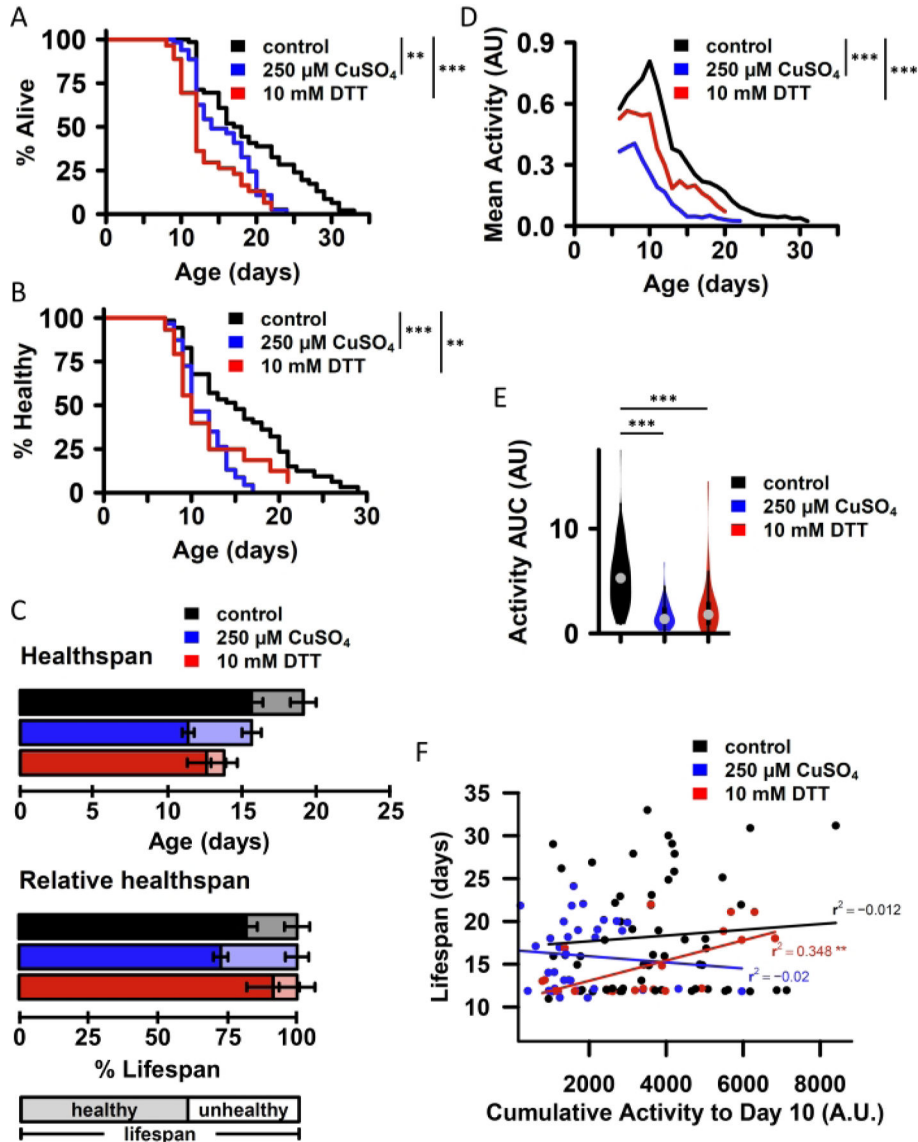 A
control
250 µM CuSO₄
10 mM DTT
**
***
% Alive
100
75
50
25
0
0 10 20 30
Age (days)
B
control
250 µM CuSO₄
10 mM DTT
***
**
% Healthy
100
75
50
25
0
0 10 20 30
Age (days)
C
control
250 µM CuSO₄
10 mM DTT
Healthspan
0 5 10 15 20 25
Age (days)
Relative healthspan
0 25 50 75 100
% Lifespan
healthy unhealthy
lifespan
D
control
250 µM CuSO₄
10 mM DTT
***
***
Mean Activity (AU)
0.9
0.6
0.3
0.0
0 10 20 30
Age (days)
E
***
***
control
250 µM CuSO₄
10 mM DTT
Activity AUC (AU)
10
0
F
control
250 µM CuSO₄
10 mM DTT
Lifespan (days)
35
30
25
20
15
10
r² = −0.012
r² = 0.348 **
r² = −0.02
2000 4000 6000 8000
Cumulative Activity to Day 10 (A.U.)